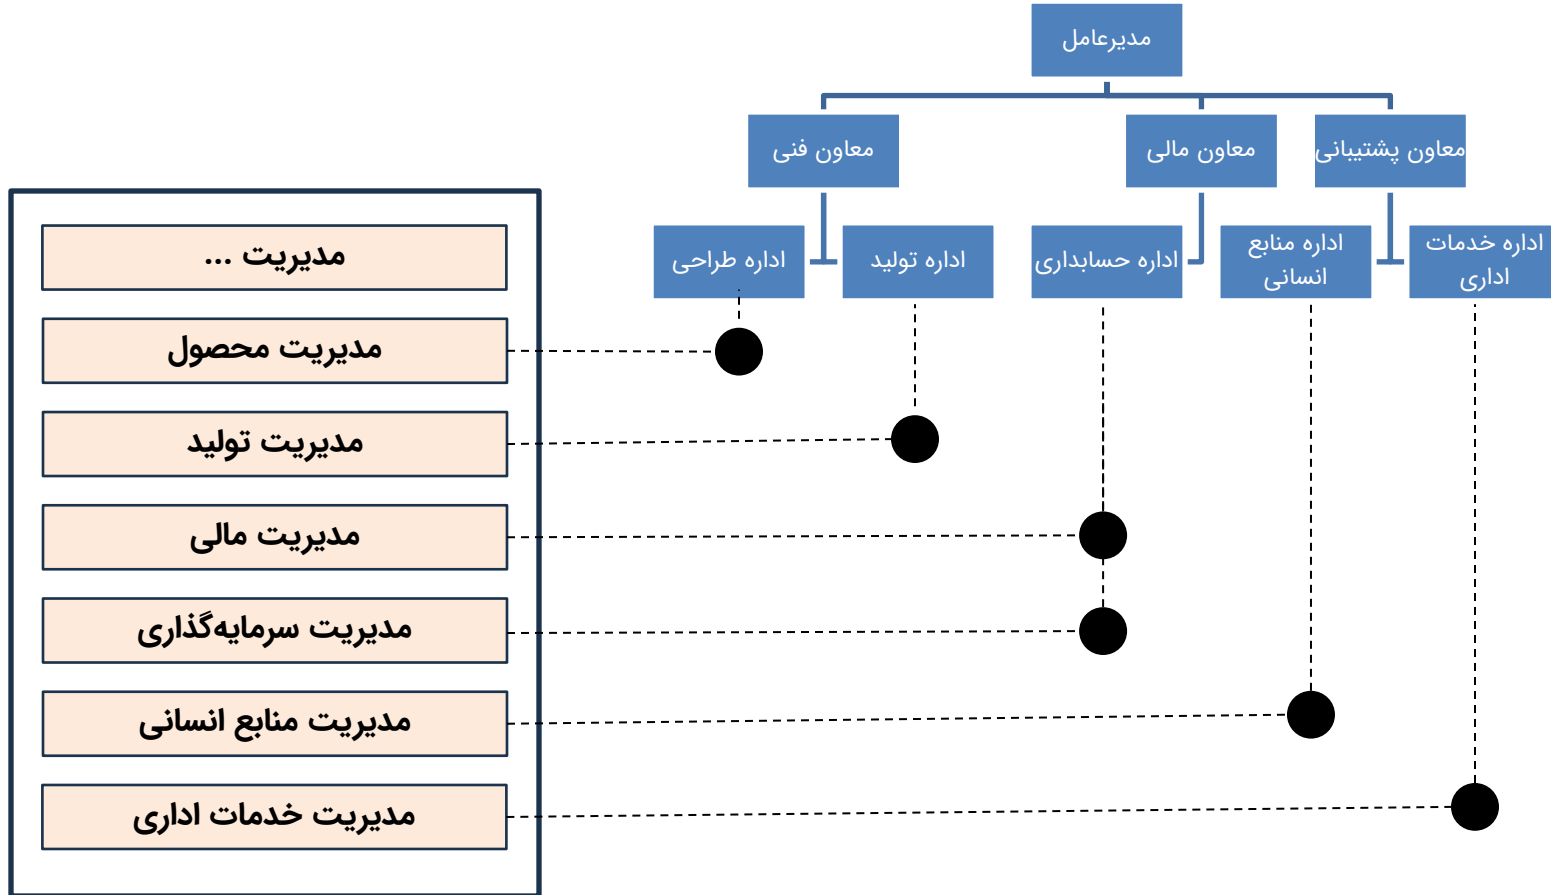 مدیرعامل
معاون پشتیبانی
معاون مالی
معاون فنی
اداره خدمات
اداری
اداره منابع
انسانی
اداره حسابداری
اداره تولید
اداره طراحی
مدیریت ...
مدیریت محصول
مدیریت تولید
مدیریت مالی
مدیریت سرمایه‌گذاری
مدیریت منابع انسانی
مدیریت خدمات اداری